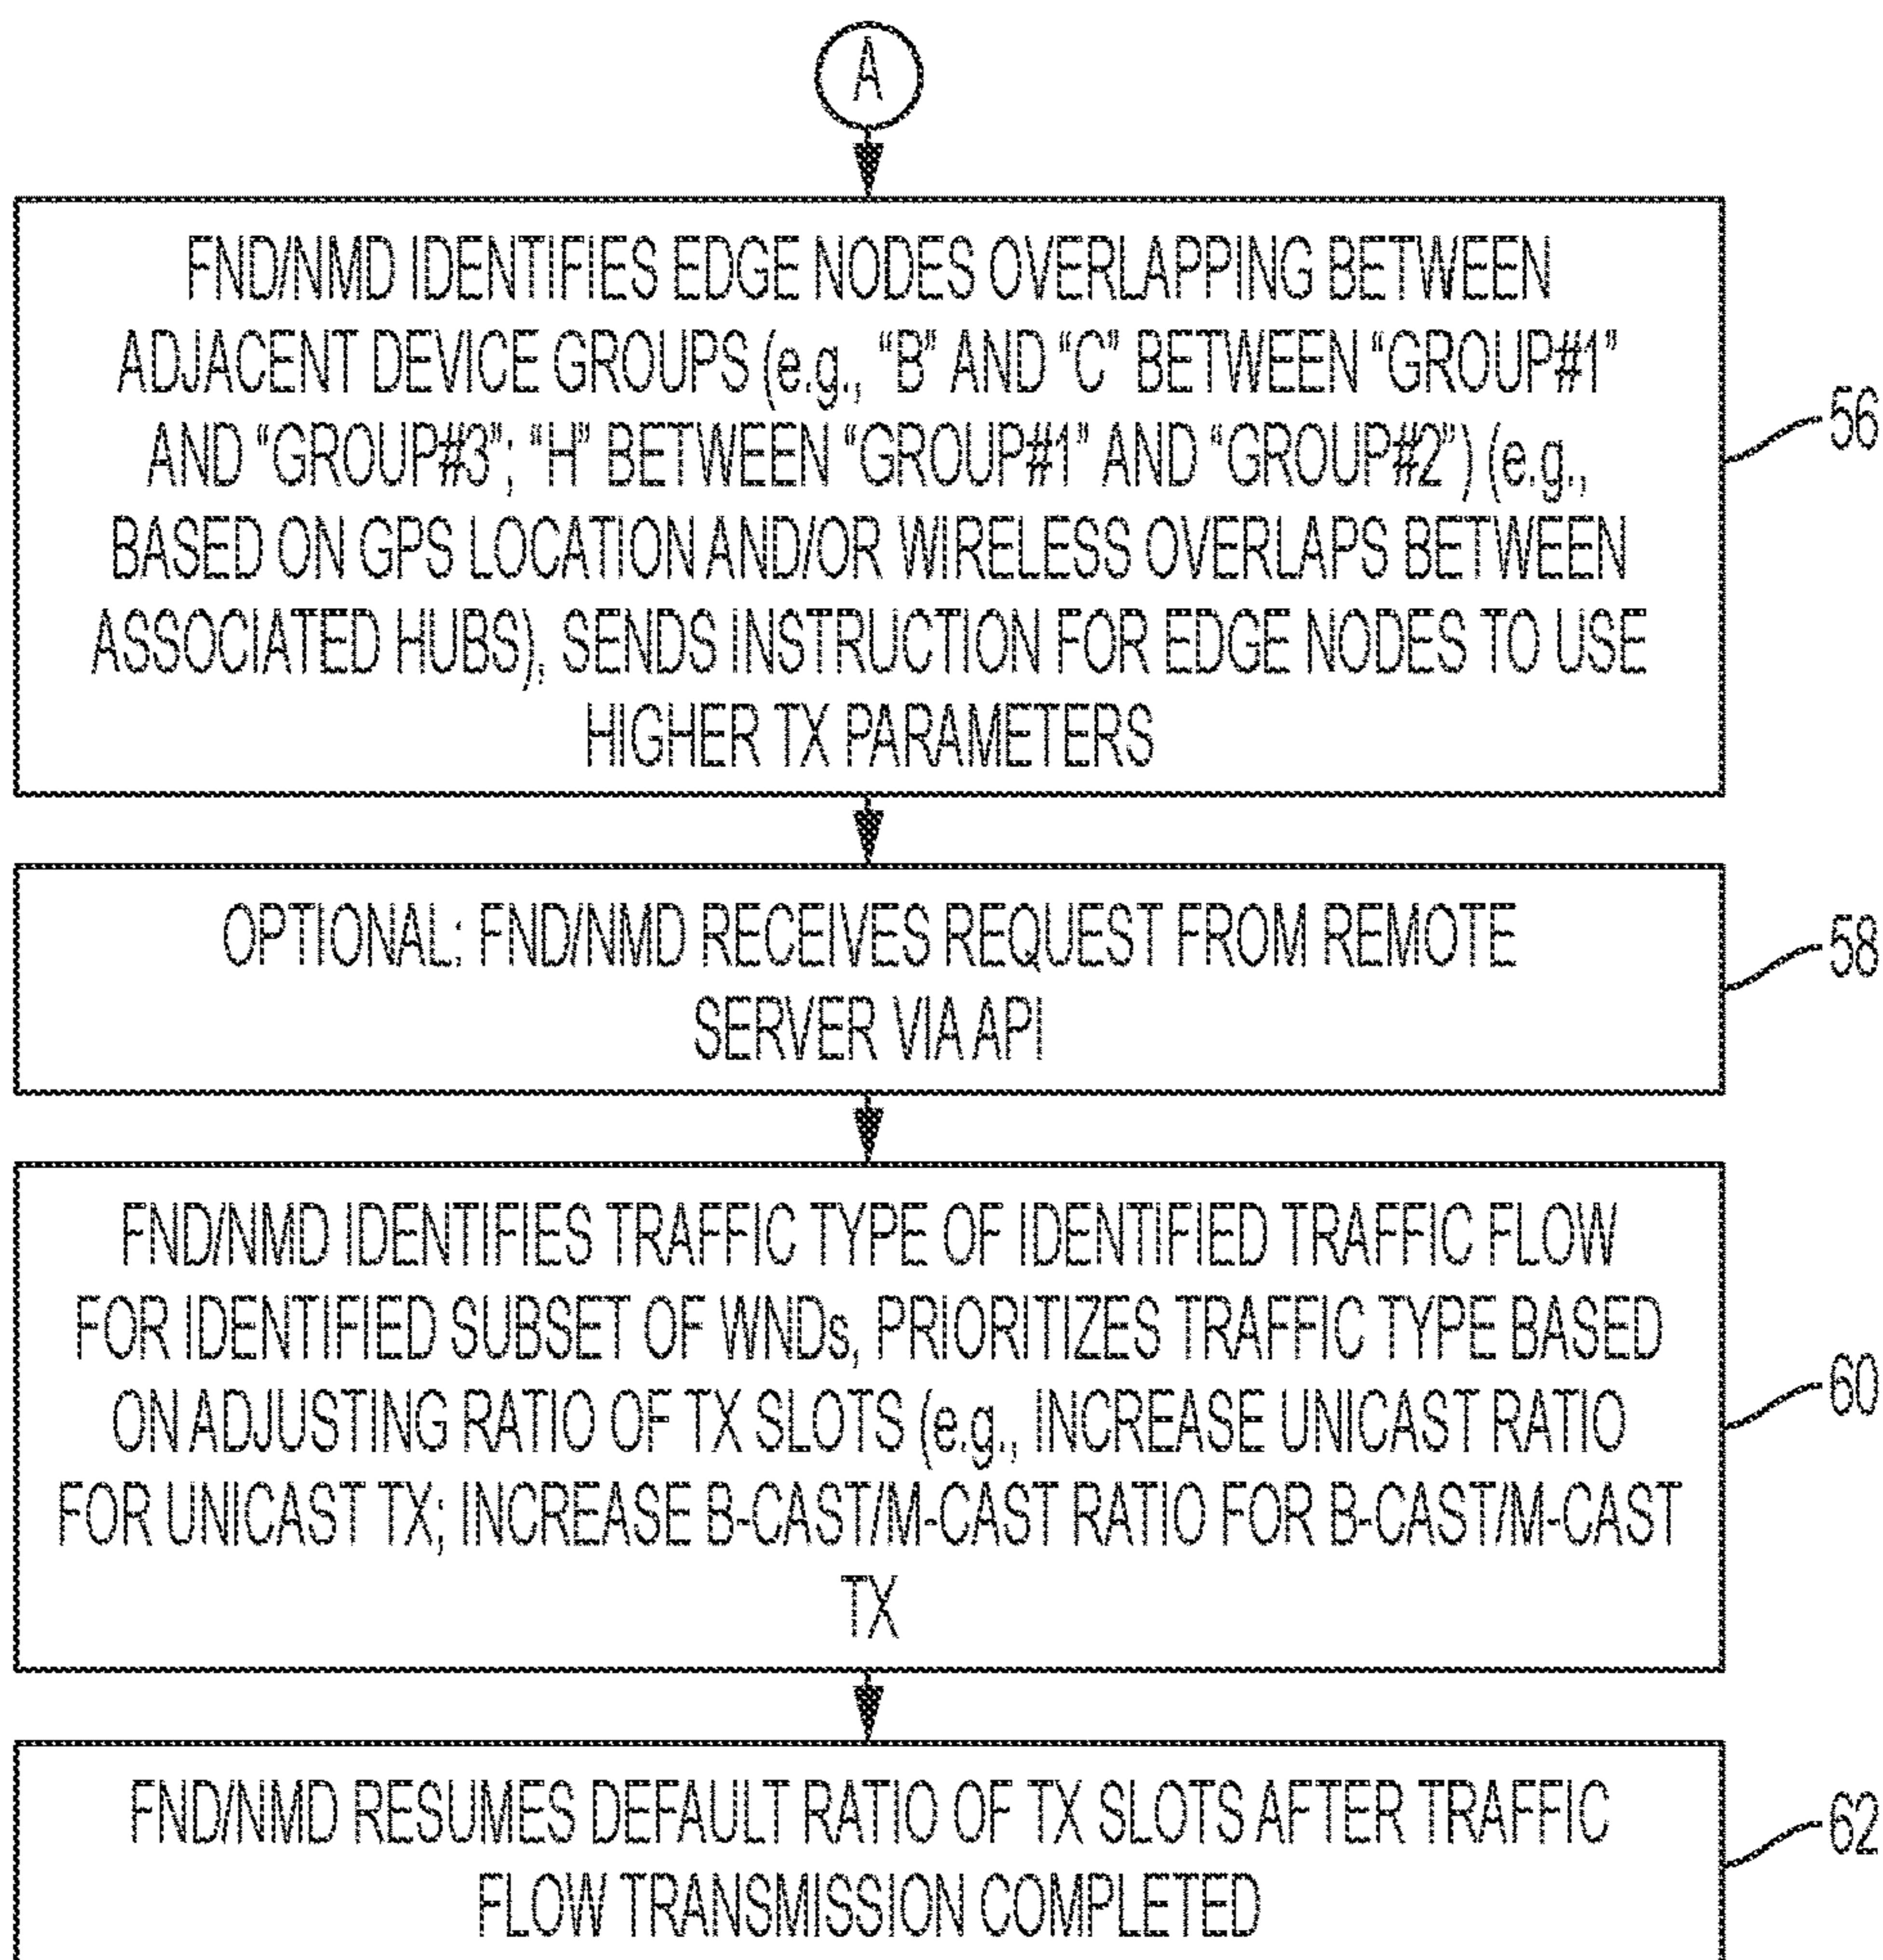 A
FND/NMD IDENTIFIES EDGE NODES OVERLAPPING BETWEEN
ADJACENT DEVICE GROUPS (e.g., “B” AND “C” BETWEEN “GROUP#1”
AND “GROUP#3”; “H” BETWEEN “GROUP#1” AND “GROUP#2”) (e.g.,
BASED ON GPS LOCATION AND/OR WIRELESS OVERLAPS BETWEEN
ASSOCIATED HUBS), SENDS INSTRUCTION FOR EDGE NODES TO USE
HIGHER TX PARAMETERS
56
OPTIONAL: FND/NMD RECEIVES REQUEST FROM REMOTE
SERVER VIA API
58
FND/NMD IDENTIFIES TRAFFIC TYPE OF IDENTIFIED TRAFFIC FLOW
FOR IDENTIFIED SUBSET OF WNDs, PRIORITIZES TRAFFIC TYPE BASED
ON ADJUSTING RATIO OF TX SLOTS (e.g., INCREASE UNICAST RATIO
FOR UNICAST TX; INCREASE B-CAST/M-CAST RATIO FOR B-CAST/M-CAST
TX
60
FND/NMD RESUMES DEFAULT RATIO OF TX SLOTS AFTER TRAFFIC
FLOW TRANSMISSION COMPLETED
62